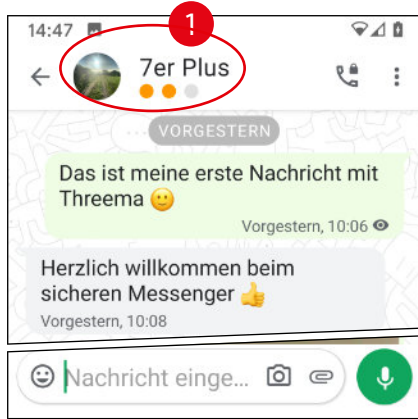 14:47
1
7er Plus
VORGESTERN
Das ist meine erste Nachricht mit
Threema 🙂
Vorgestern, 10:06
Herzlich willkommen beim
sicheren Messenger 👍
Vorgestern, 10:08
Nachricht einge...